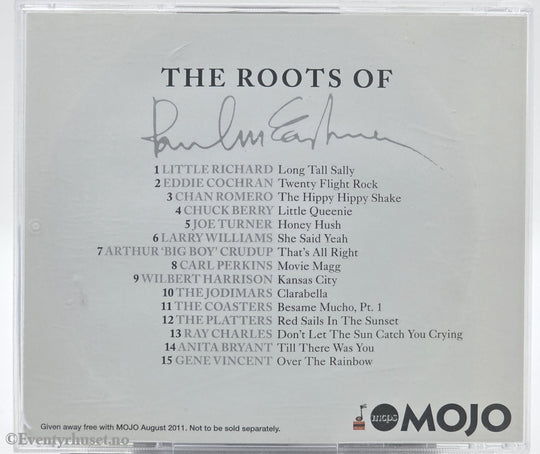 THE ROOTS OF
Paul McCartney
1 LITTLE RICHARD Long Tall Sally
2 EDDIE COCHRAN Twenty Flight Rock
3 CHAN ROMERO The Hippy Hippy Shake
4 CHUCK BERRY Little Queenie
5 JOE TURNER Honey Hush
6 LARRY WILLIAMS She Said Yeah
7 ARTHUR ‘BIG BOY’ CRUDUP That's All Right
8 CARL PERKINS Movie Magg
9 WILBERT HARRISON Kansas City
10 THE JODIMARS Clarabella
11 THE COASTERS Besame Mucho, Pt. 1
12 THE PLATTERS Red Sails In The Sunset
13 RAY CHARLES Don't Let The Sun Catch You Crying
14 ANITA BRYANT Till There Was You
15 GENE VINCENT Over The Rainbow
Given away free with MOJO August 2011. Not to be sold separately.
mcps MOJO
©Eventyrhuset.no